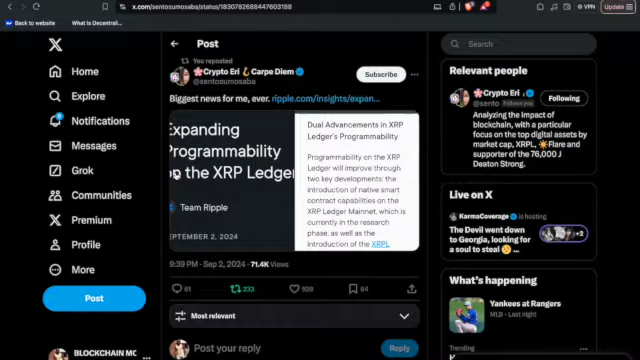 x.com/sentosumosaba/status/1830782688447603188
VPN
Update
Back to website
What is Decentrali...
Home
Explore
Notifications
Messages
Grok
Communities
Premium
Profile
More
Post
BLOCKCHAIN MC
Post
You reposted
Crypto Eri Carpe Diem
@sentosumosaba
Subscribe
Biggest news for me, ever. ripple.com/insights/expan...
Expanding
Programmability
on the XRP Ledger
Team Ripple
EPTEMBER 2, 2024
Dual Advancements in XRP
Ledger's Programmability
Programmability on the XRP
Ledger will improve through
two key developments: the
introduction of native smart
contract capabilities on the
XRP Ledger Mainnet, which is
currently in the research
phase, as well as the
introduction of the XRPL
9:39 PM · Sep 2, 2024 · 71.4K Views
61
233
929
64
Most relevant
Post your reply
Reply
Search
Relevant people
Crypto Eri
@sento Follows you
Following
Analyzing the impact of
blockchain, with a particular
focus on the top digital assets by
market cap, XRPL, Flare and
supporter of the 76,000 J
Deaton Strong.
Live on X
KarmaCoverage is hosting
The Devil went down
to Georgia, looking for
a soul to steal ...
+2
What's happening
Yankees at Rangers
MLB · Last night
Trending